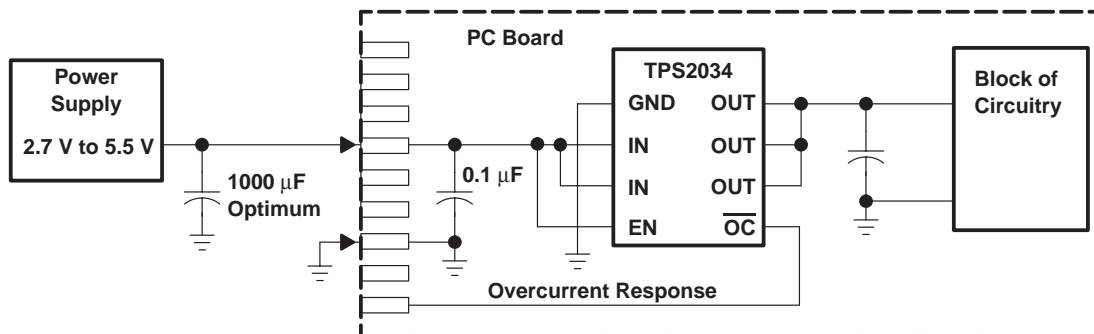 PC Board
Power
Supply
2.7 V to 5.5 V
1000 μF
Optimum
0.1 μF
TPS2034
GND OUT
IN OUT
IN OUT
EN O̅C̅
Block of
Circuitry
Overcurrent Response